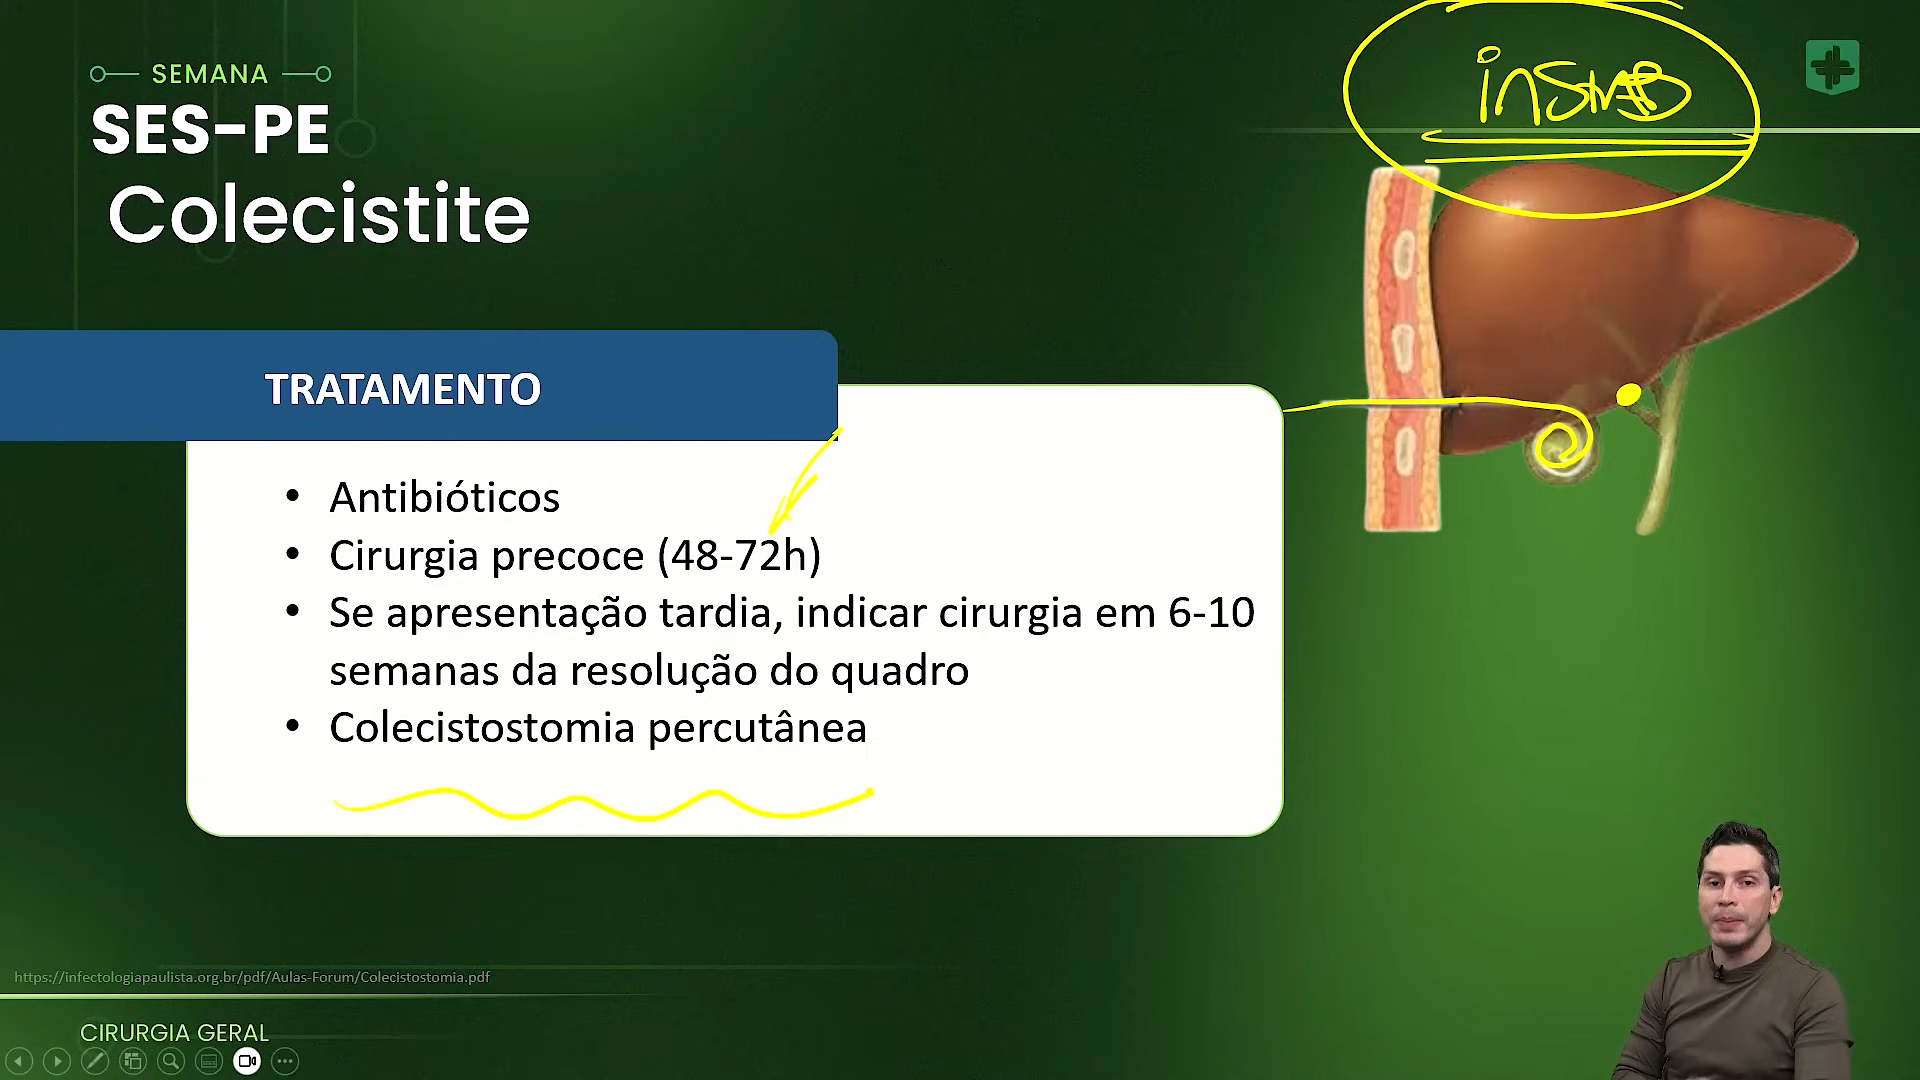 SEMANA
SES-PE
Colecistite
TRATAMENTO
• Antibióticos
• Cirurgia precoce (48-72h)
• Se apresentação tardia, indicar cirurgia em 6-10
semanas da resolução do quadro
• Colecistostomia percutânea
https://infectologiapaulista.org.br/pdf/Aulas-Forum/Colecistostomia.pdf
CIRURGIA GERAL